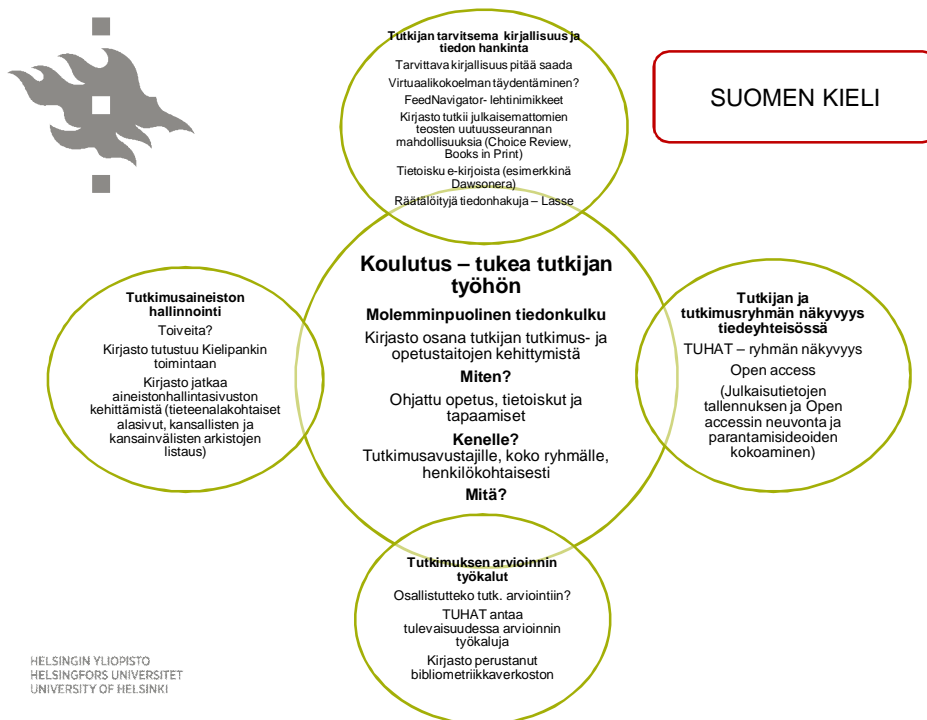 Tutkijan tarvitsema kirjallisuus ja
tiedon hankinta
Tarvittava kirjallisuus pitää saada
Virtuaalikokoelman täydentäminen?
FeedNavigator- lehtinimikkeet
Kirjasto tutkii julkaisemattomien
teosten uutuusseurannan
mahdollisuuksia (Choice Review,
Books in Print)
Tietoisku e-kirjoista (esimerkkinä
Dawsonera)
Räätälöityjä tiedonhakuja – Lasse
SUOMEN KIELI
Koulutus – tukea tutkijan
työhön
Molemminpuolinen tiedonkulku
Kirjasto osana tutkijan tutkimus- ja
opetustaitojen kehittymistä
Miten?
Ohjattu opetus, tietoiskut ja
tapaamiset
Kenelle?
Tutkimusavustajille, koko ryhmälle,
henkilökohtaisesti
Mitä?
Tutkimusaineiston
hallinnointi
Toiveita?
Kirjasto tutustuu Kielipankin
toimintaan
Kirjasto jatkaa
aineistonhallintasivuston
kehittämistä (tieteenalakohtaiset
alasivut, kansallisten ja
kansainvälisten arkistojen
listaus)
Tutkijan ja
tutkimusryhmän näkyvyys
tiedeyhteisössä
TUHAT – ryhmän näkyvyys
Open access
(Julkaisutietojen
tallennuksen ja Open
accessin neuvonta ja
parantamisideoiden
kokoaminen)
Tutkimuksen arvioinnin
työkalut
Osallistutteko tutk. arviointiin?
TUHAT antaa
tulevaisuudessa arvioinnin
työkaluja
Kirjasto perustanut
bibliometriikkaverkoston
HELSINGIN YLIOPISTO
HELSINGFORS UNIVERSITET
UNIVERSITY OF HELSINKI